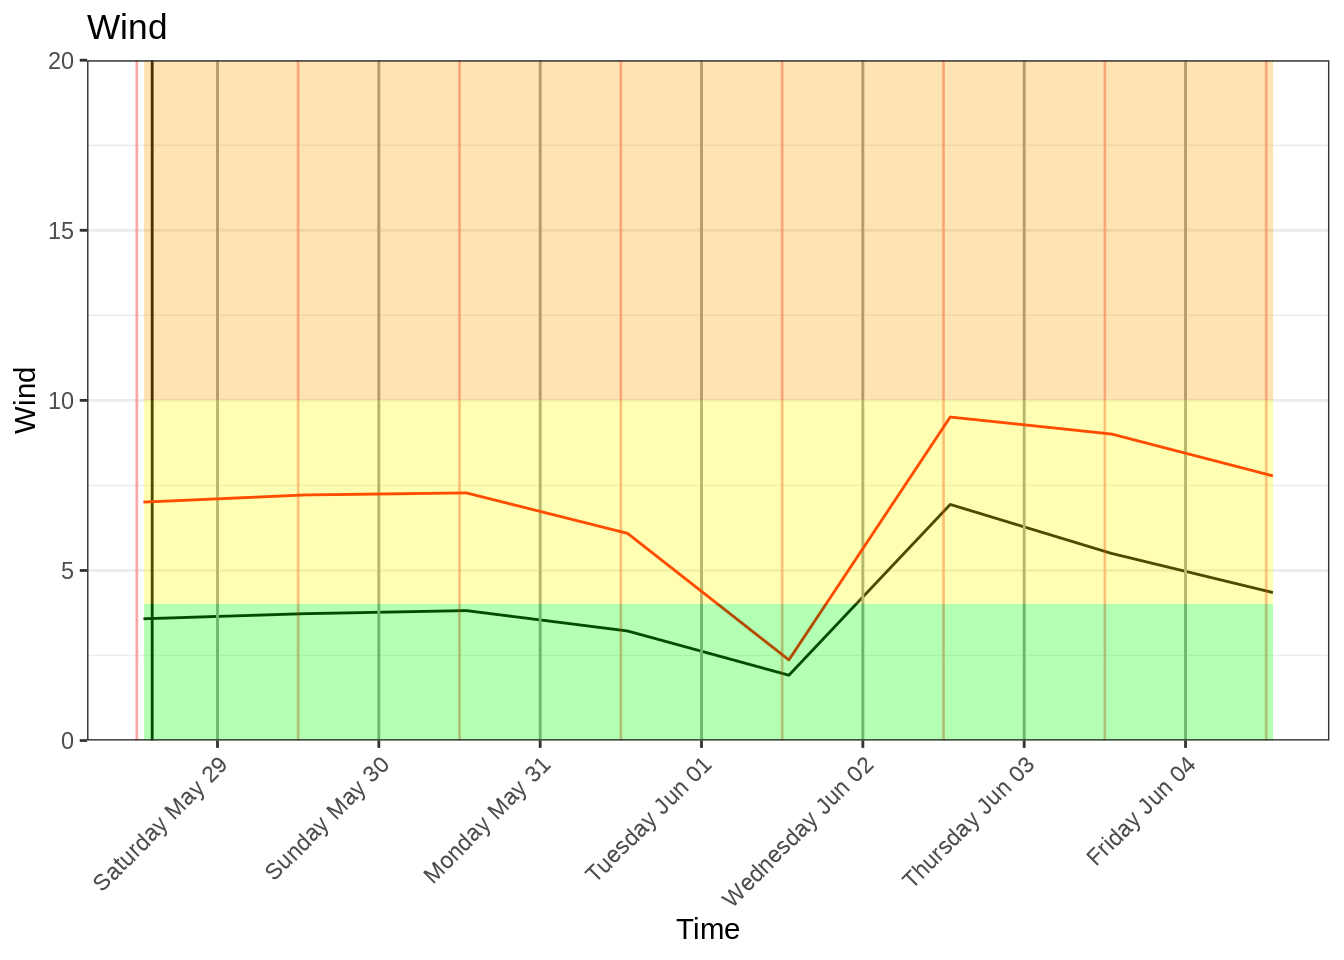 Wind
20
15
10
5
0
Wind
Saturday May 29
Sunday May 30
Monday May 31
Tuesday Jun 01
Wednesday Jun 02
Thursday Jun 03
Friday Jun 04
Time